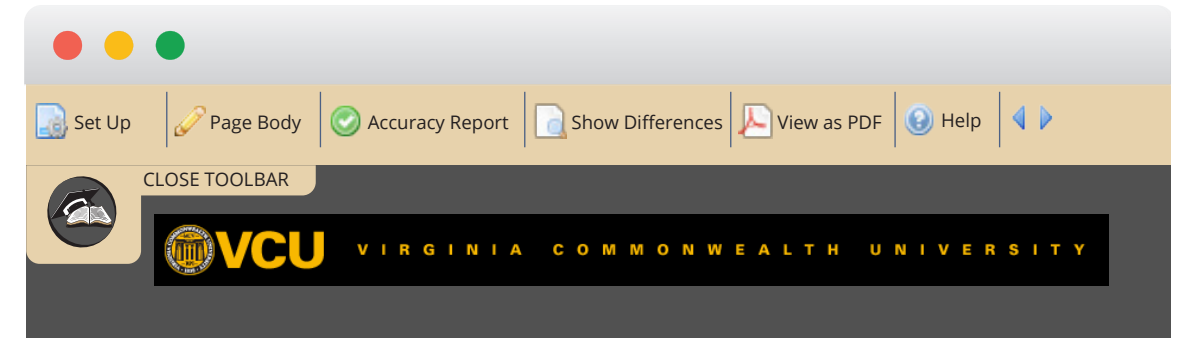 Set Up Page Body Accuracy Report Show Differences View as PDF Help
CLOSE TOOLBAR
VCU VIRGINIA COMMONWEALTH UNIVERSITY